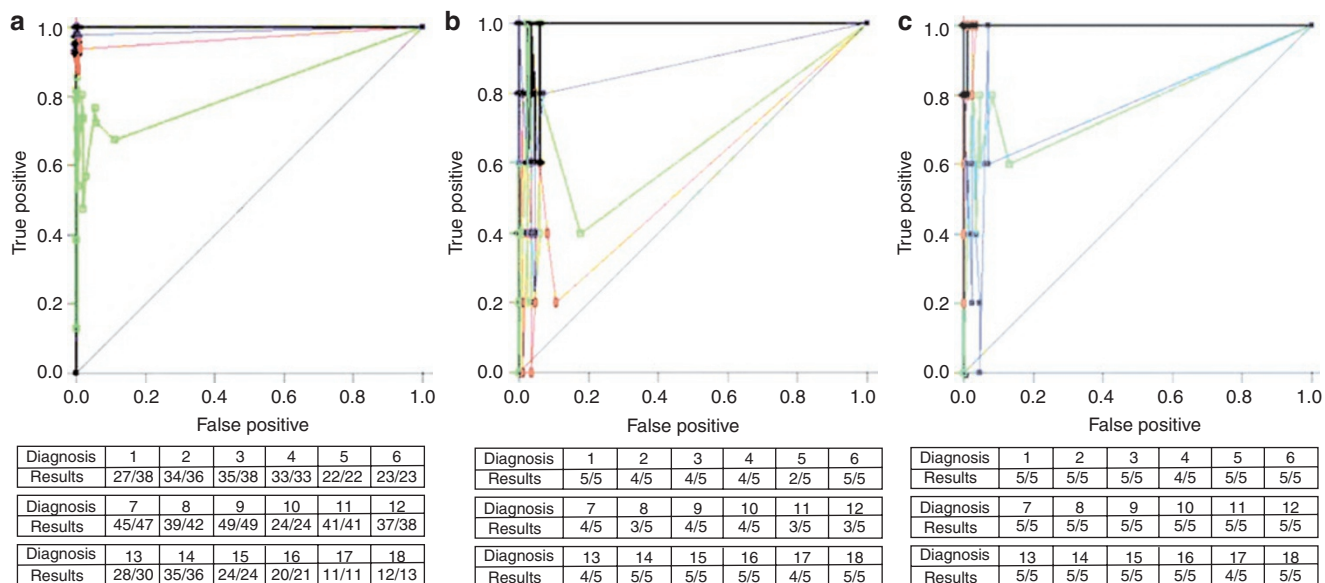 a
True positive
1.0
0.8
0.6
0.4
0.2
0.0
0.0 0.2 0.4 0.6 0.8 1.0
False positive
Diagnosis 1 2 3 4 5 6
Results 27/38 34/36 35/38 33/33 22/22 23/23
Diagnosis 7 8 9 10 11 12
Results 45/47 39/42 49/49 24/24 41/41 37/38
Diagnosis 13 14 15 16 17 18
Results 28/30 35/36 24/24 20/21 11/11 12/13
b
True positive
1.0
0.8
0.6
0.4
0.2
0.0
0.0 0.2 0.4 0.6 0.8 1.0
False positive
Diagnosis 1 2 3 4 5 6
Results 5/5 4/5 4/5 4/5 2/5 5/5
Diagnosis 7 8 9 10 11 12
Results 4/5 3/5 4/5 4/5 3/5 3/5
Diagnosis 13 14 15 16 17 18
Results 4/5 5/5 5/5 5/5 4/5 5/5
c
True positive
1.0
0.8
0.6
0.4
0.2
0.0
0.0 0.2 0.4 0.6 0.8 1.0
False positive
Diagnosis 1 2 3 4 5 6
Results 5/5 5/5 5/5 4/5 5/5 5/5
Diagnosis 7 8 9 10 11 12
Results 5/5 5/5 5/5 5/5 5/5 5/5
Diagnosis 13 14 15 16 17 18
Results 5/5 5/5 5/5 5/5 4/5 5/5